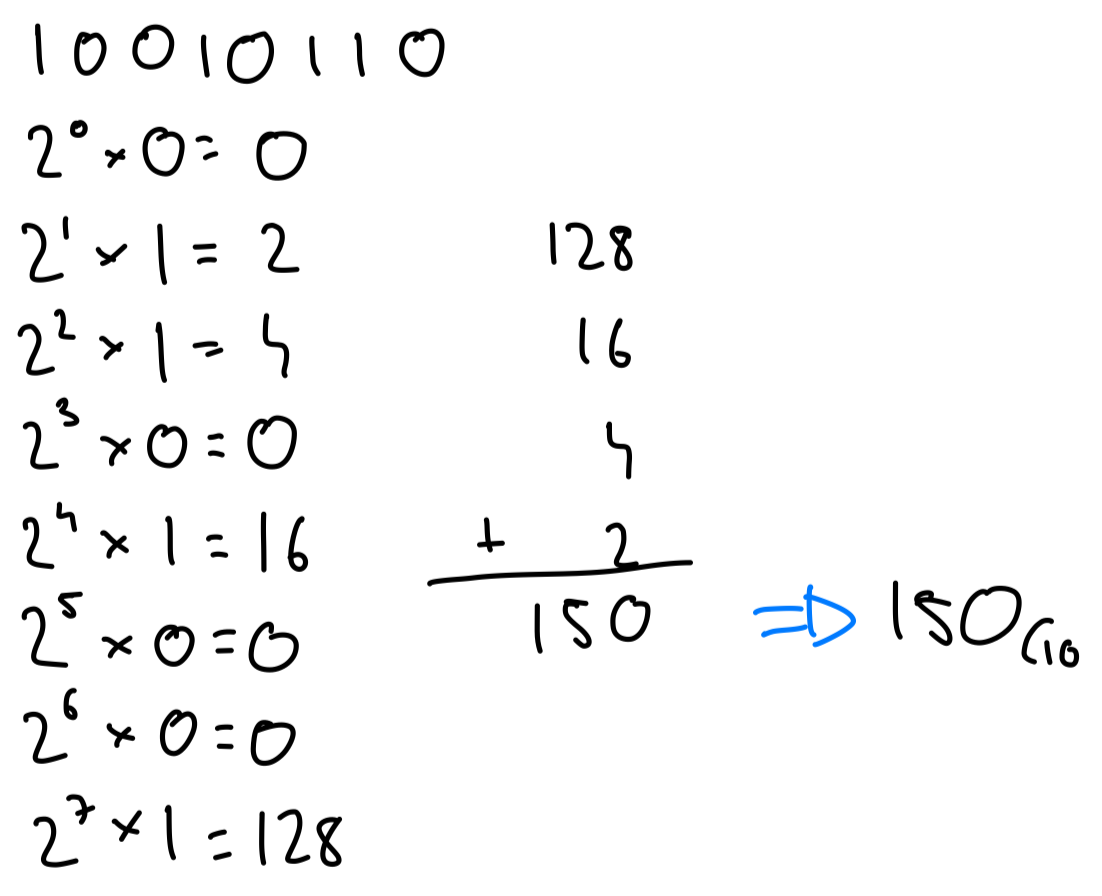 10010110
2⁰ × 0 = 0
2¹ × 1 = 2
2² × 1 = 4
2³ × 0 = 0
2⁴ × 1 = 16
2⁵ × 0 = 0
2⁶ × 0 = 0
2⁷ × 1 = 128
128
16
4
+ 2
150 ⇒ 150₍₁₀